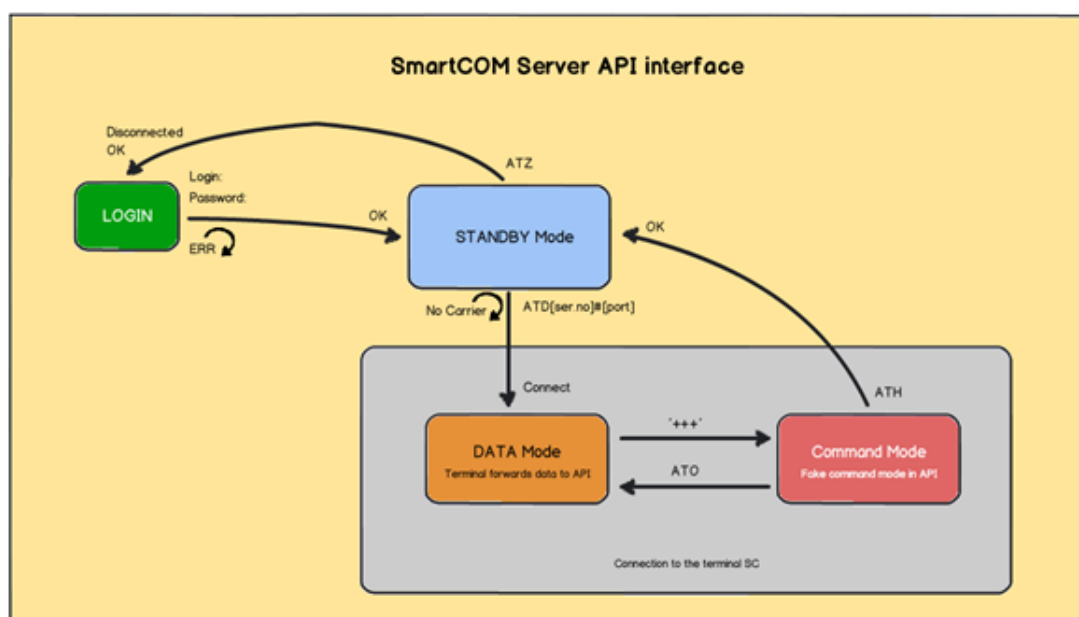 SmartCOM Server API interface
Disconnected
OK
ATZ
Login:
Password:
LOGIN
OK
ERR
STANDBY Mode
OK
No Carrier
ATD[ser.no]#[port]
Connect
ATH
DATA Mode
Terminal forwards data to API
'+++'
ATO
Command Mode
Fake command mode in API
Connection to the terminal SC